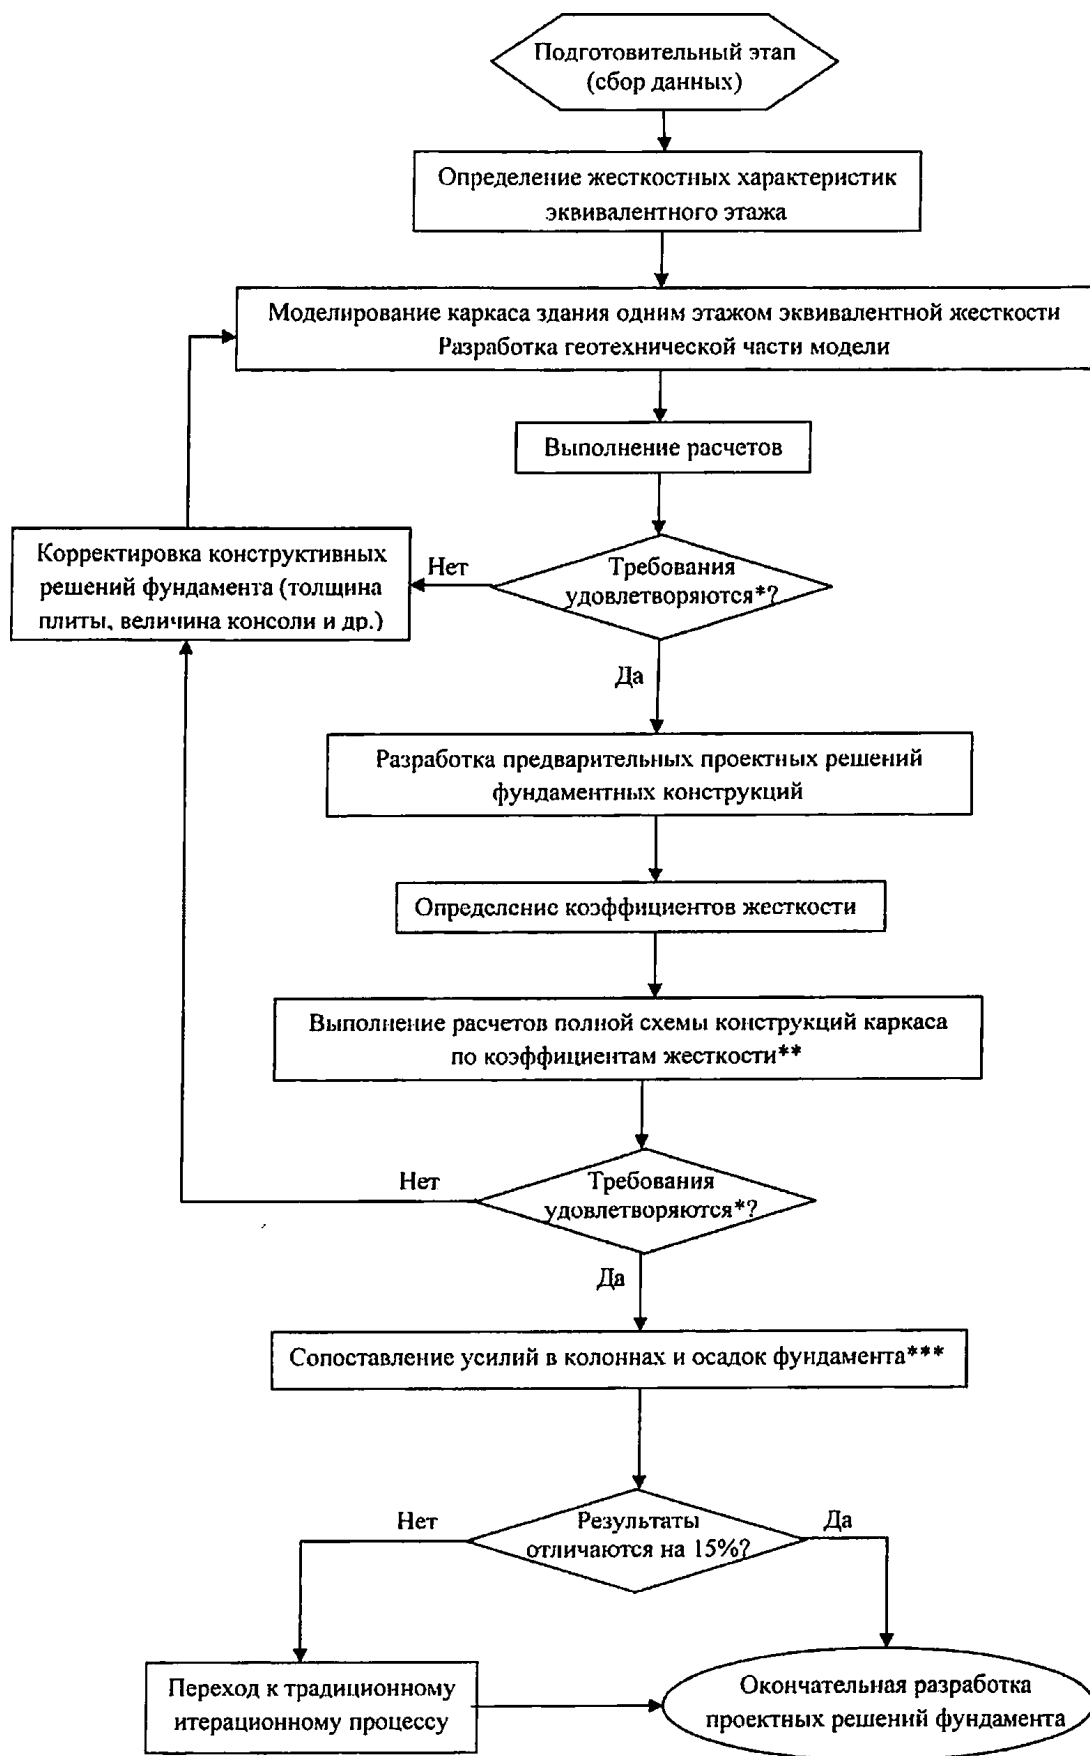 Подготовительный этап
(сбор данных)
Определение жесткостных характеристик
эквивалентного этажа
Моделирование каркаса здания одним этажом эквивалентной жесткости
Разработка геотехнической части модели
Выполнение расчетов
Корректировка конструктивных
решений фундамента (толщина
плиты, величина консоли и др.)
Нет
Требования
удовлетворяются*?
Да
Разработка предварительных проектных решений
фундаментных конструкций
Определение коэффициентов жесткости
Выполнение расчетов полной схемы конструкций каркаса
по коэффициентам жесткости**
Нет
Требования
удовлетворяются*?
Да
Сопоставление усилий в колоннах и осадок фундамента***
Нет
Результаты
отличаются на 15%?
Да
Переход к традиционному
итерационному процессу
Окончательная разработка
проектных решений фундамента